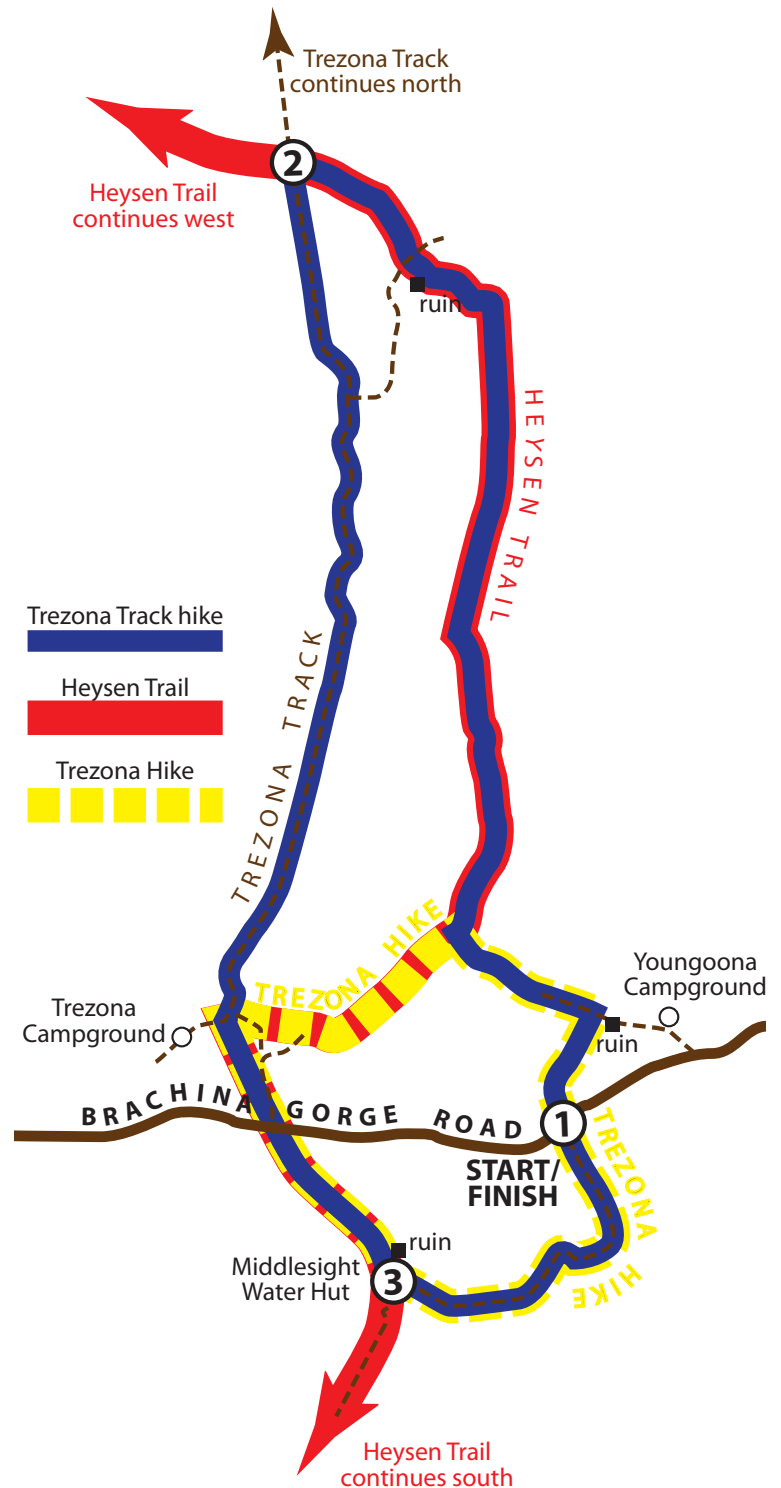 Trezona Track
continues north
2
Heysen Trail
continues west
ruin
HEYSEN TRAIL
Trezona Track hike
Heysen Trail
Trezona Hike
TREZONA TRACK
TREZONA HIKE
Youngoona
Campground
Trezona
Campground
ruin
BRACHINA GORGE ROAD
1
START/
FINISH
TREZONA HIKE
ruin
Middlesight
Water Hut
3
Heysen Trail
continues south